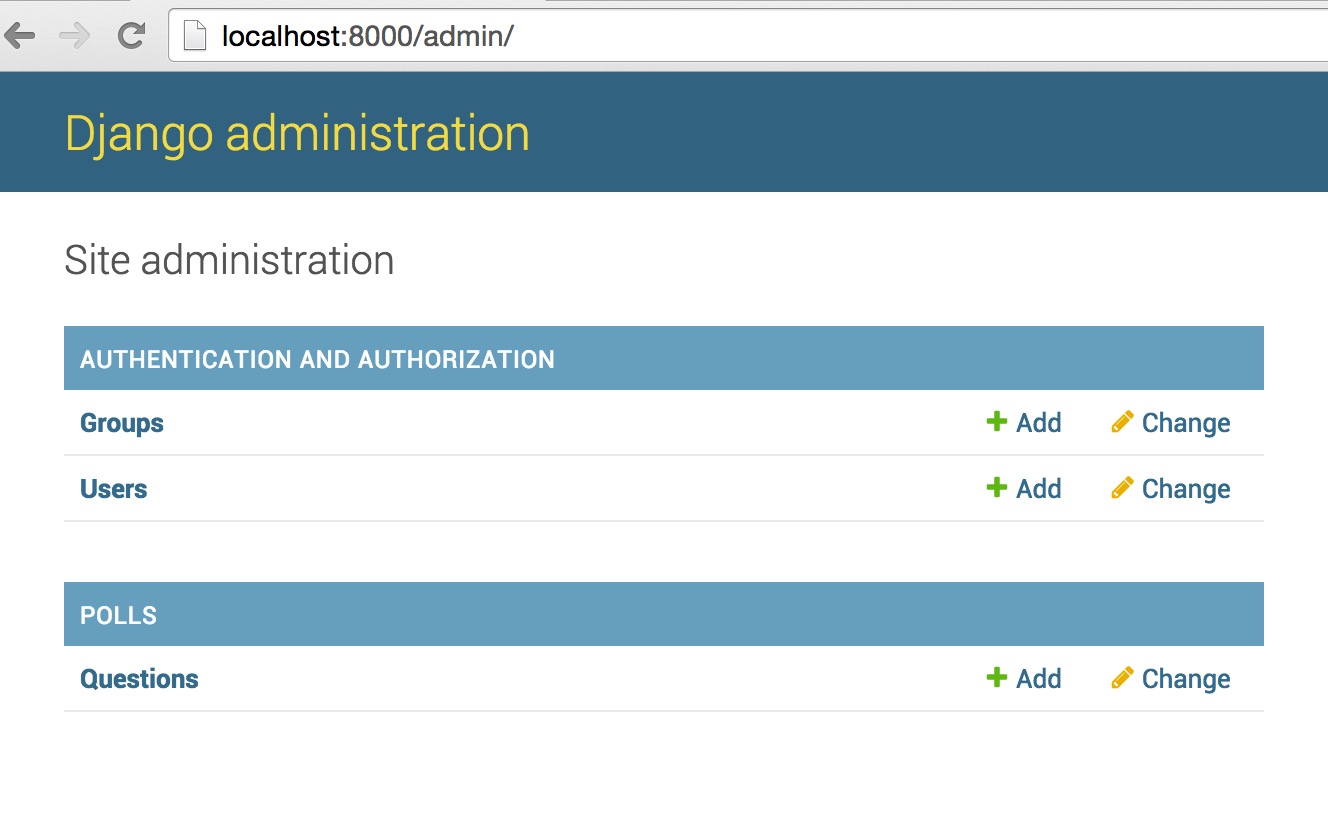 localhost:8000/admin/
Django administration
Site administration
AUTHENTICATION AND AUTHORIZATION
Groups Add Change
Users Add Change
POLLS
Questions Add Change